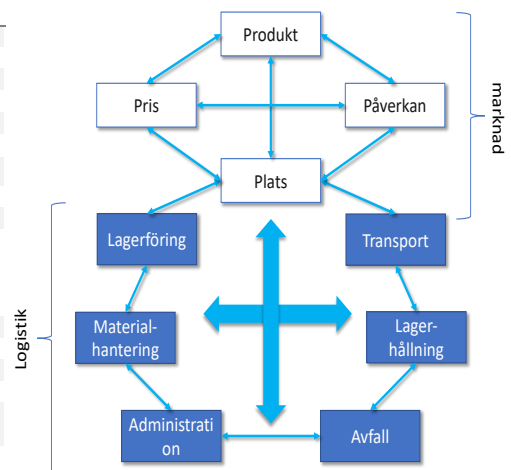 Produkt
Pris
Påverkan
marknad
Plats
Lagerföring
Transport
Logistik
Material-
hantering
Lager-
hållning
Administrati
on
Avfall